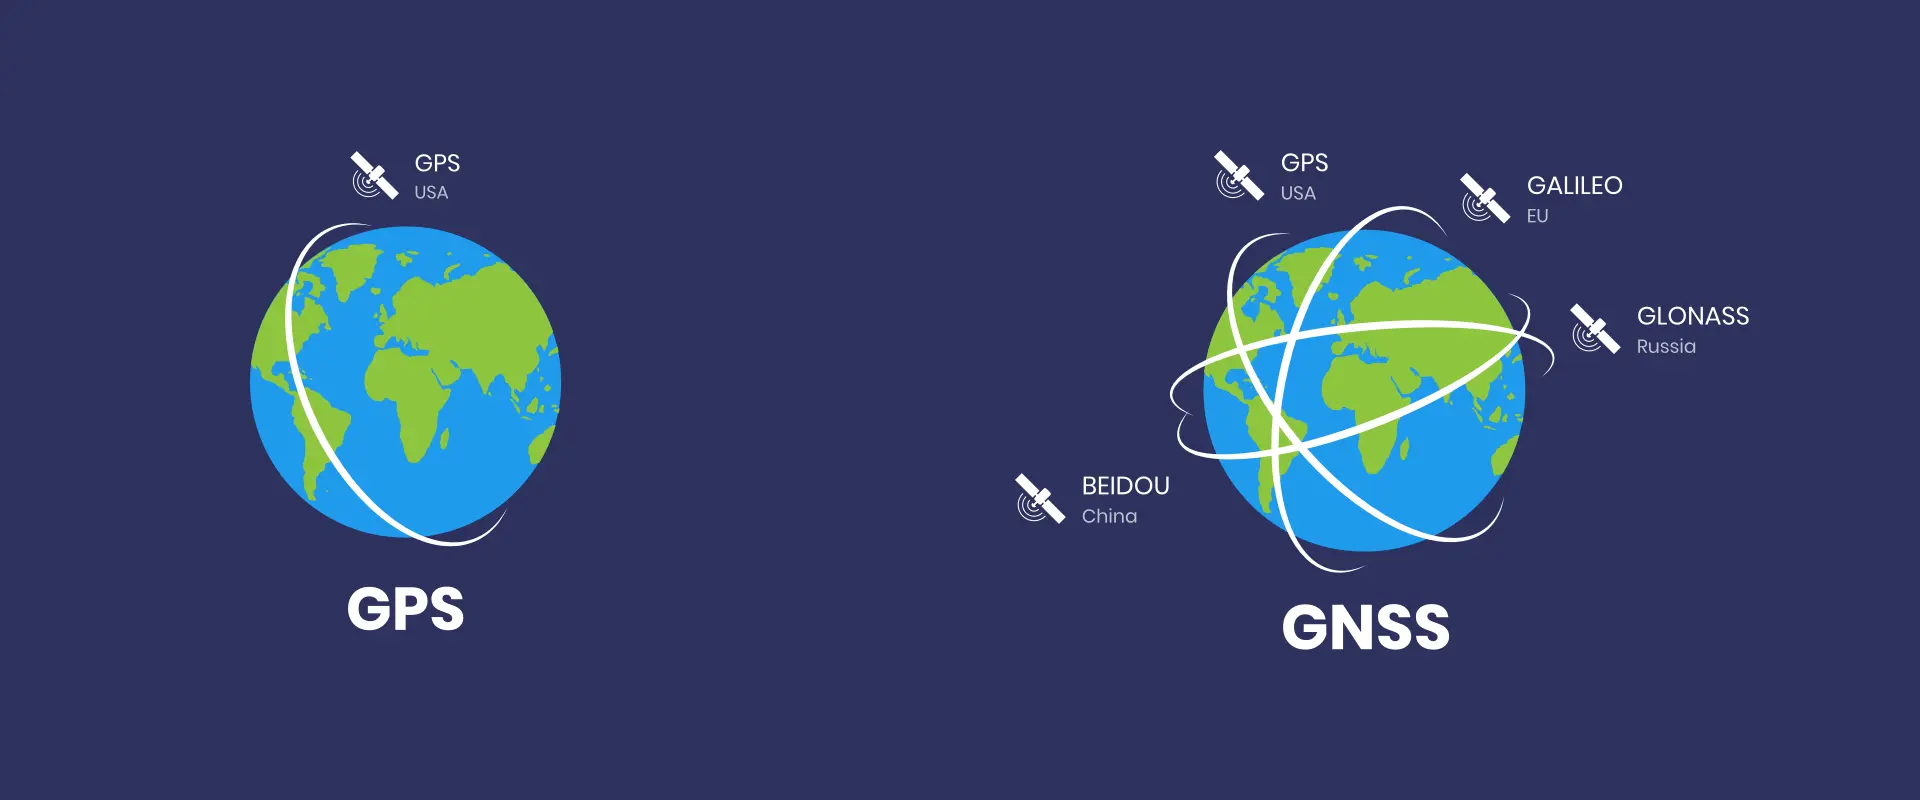 GPS
USA
GPS
GPS
USA
GALILEO
EU
GLONASS
Russia
BEIDOU
China
GNSS